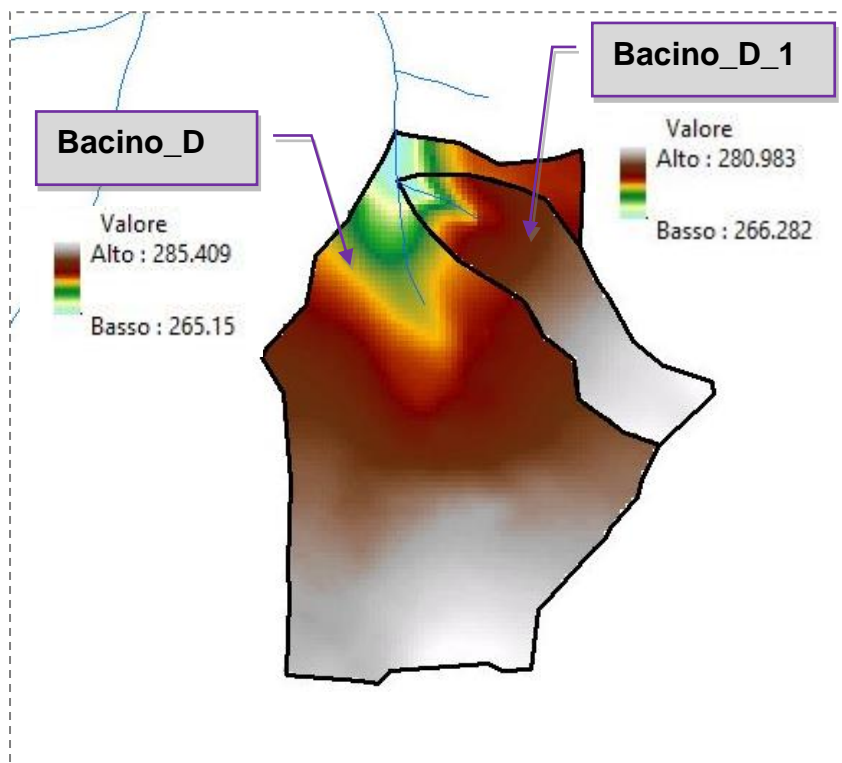 Bacino_D_1
Bacino_D
Valore
Alto : 280.983
Basso : 266.282
Valore
Alto : 285.409
Basso : 265.15